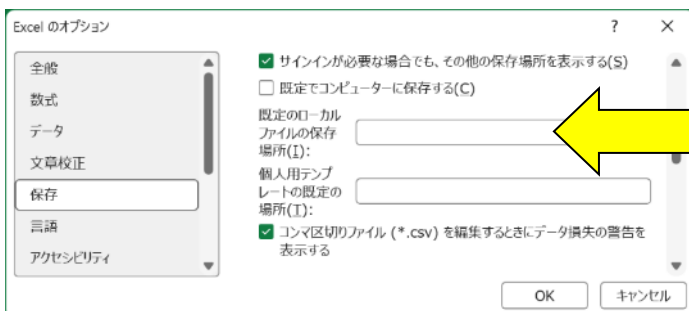 Excel のオプション
? ×
全般
数式
データ
文章校正
保存
言語
アクセシビリティ
サインインが必要な場合でも、その他の保存場所を表示する(S)
既定でコンピューターに保存する(C)
既定のローカル
ファイルの保存
場所(I):
個人用テンプ
レートの既定の
場所(T):
コンマ区切りファイル (*.csv) を編集するときにデータ損失の警告を
表示する
OK キャンセル